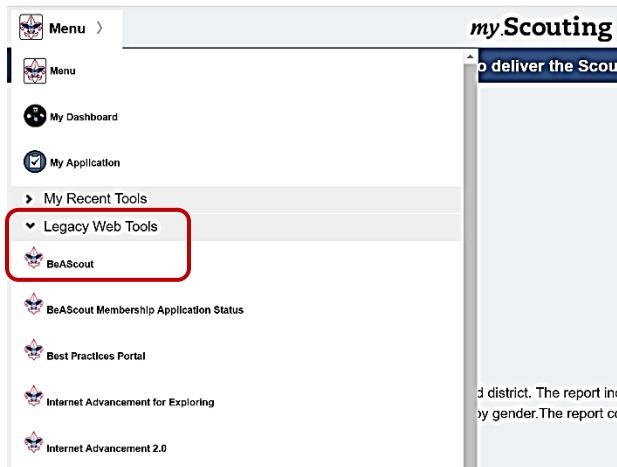 Menu 〉
my.Scouting
Menu
o deliver the Scou
My Dashboard
My Application
My Recent Tools
Legacy Web Tools
BeAScout
BeAScout Membership Application Status
Best Practices Portal
d district. The report in
Internet Advancement for Exploring
by gender.The report c
Internet Advancement 2.0